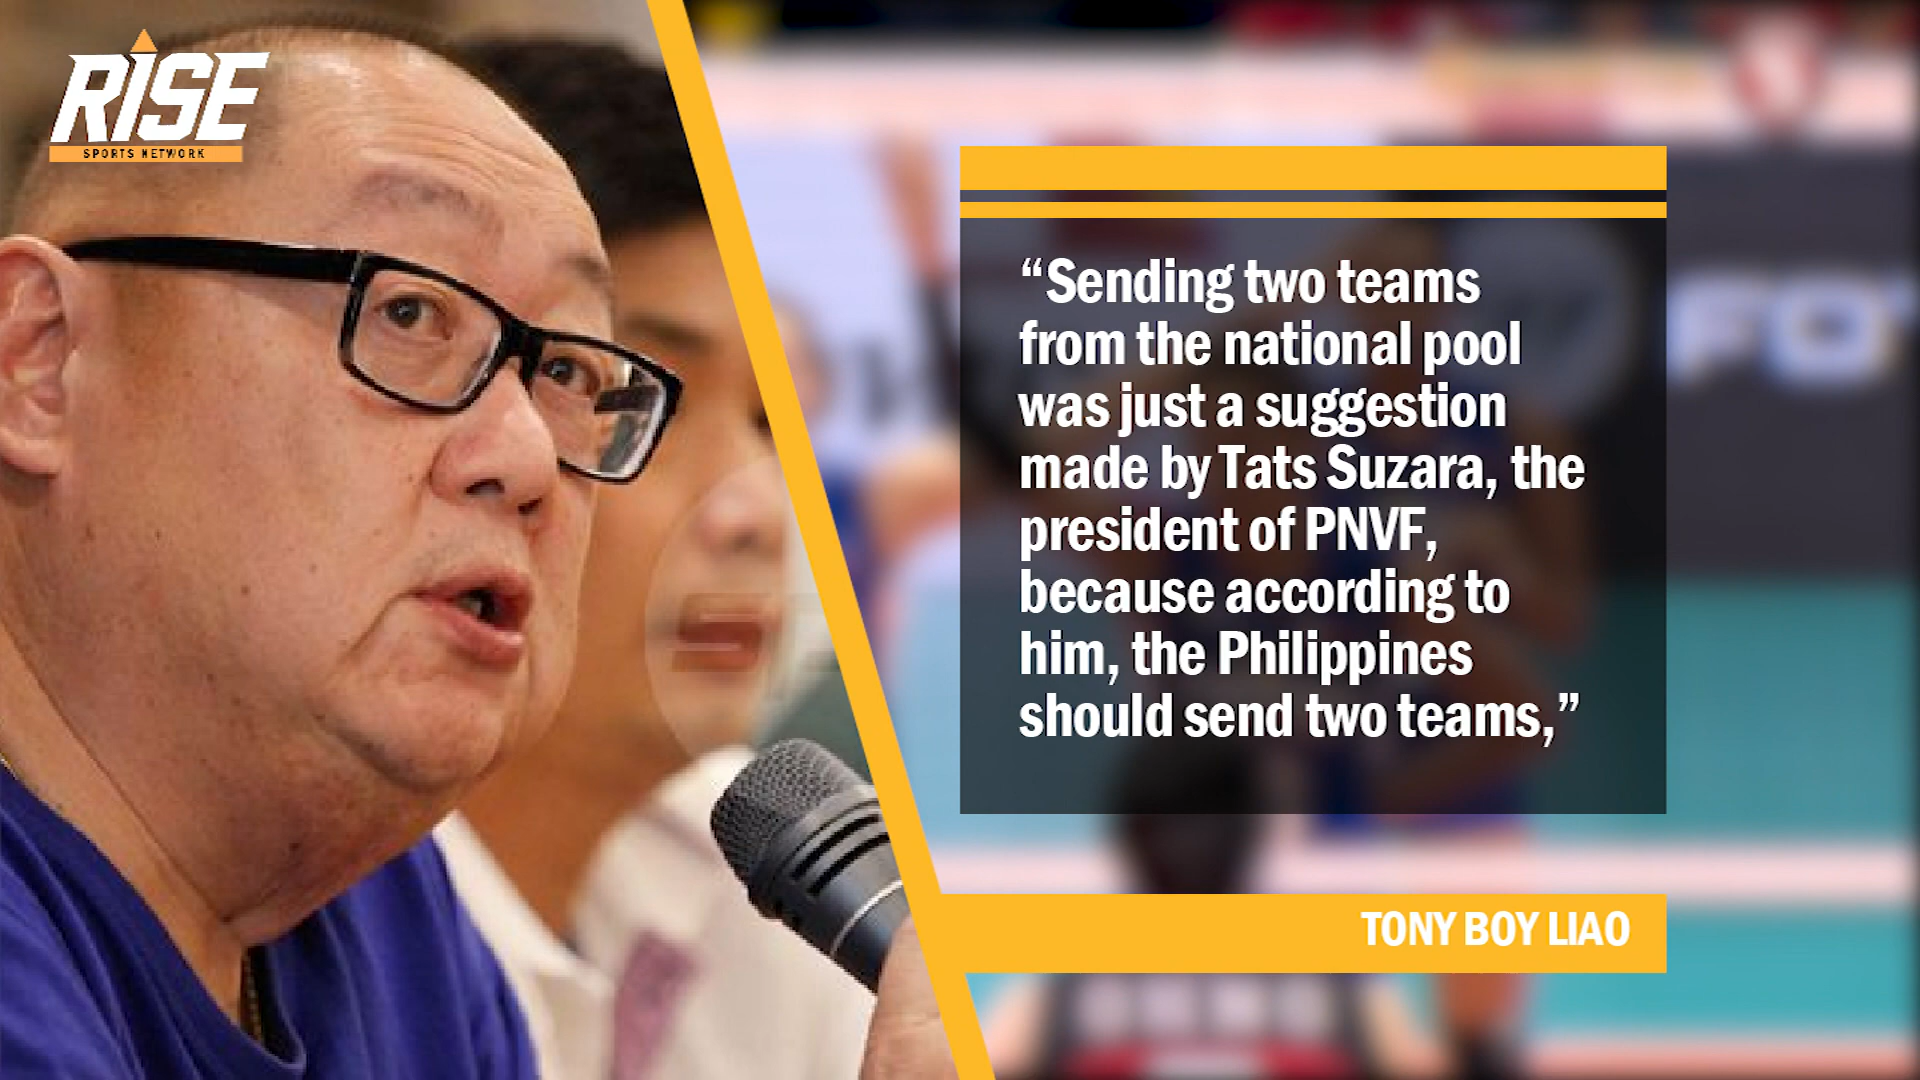 RISE
SPORTS NETWORK
“Sending two teams
from the national pool
was just a suggestion
made by Tats Suzara, the
president of PNVF,
because according to
him, the Philippines
should send two teams,”
TONY BOY LIAO